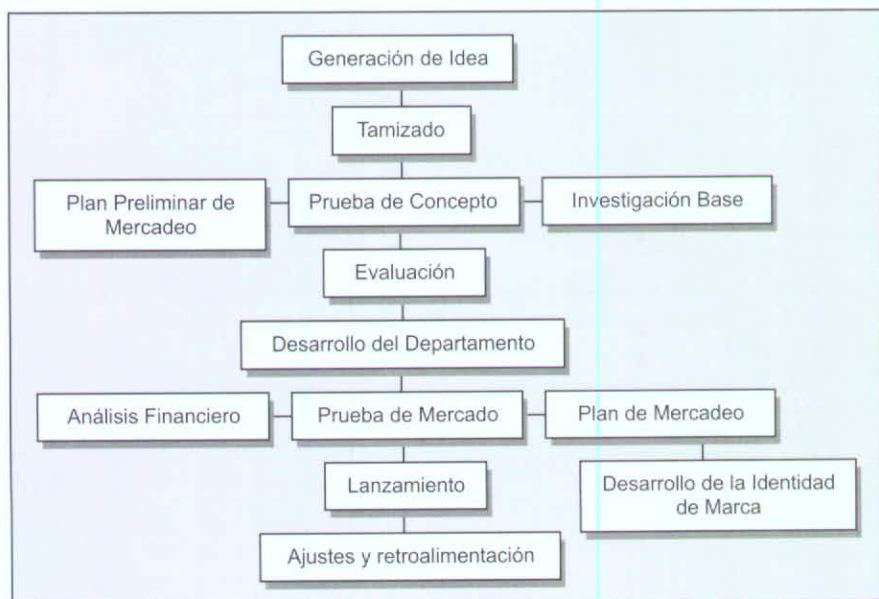 Generación de Idea
Tamizado
Plan Preliminar de
Mercadeo
Prueba de Concepto
Investigación Base
Evaluación
Desarrollo del Departamento
Análisis Financiero
Prueba de Mercado
Plan de Mercadeo
Lanzamiento
Desarrollo de la Identidad
de Marca
Ajustes y retroalimentación